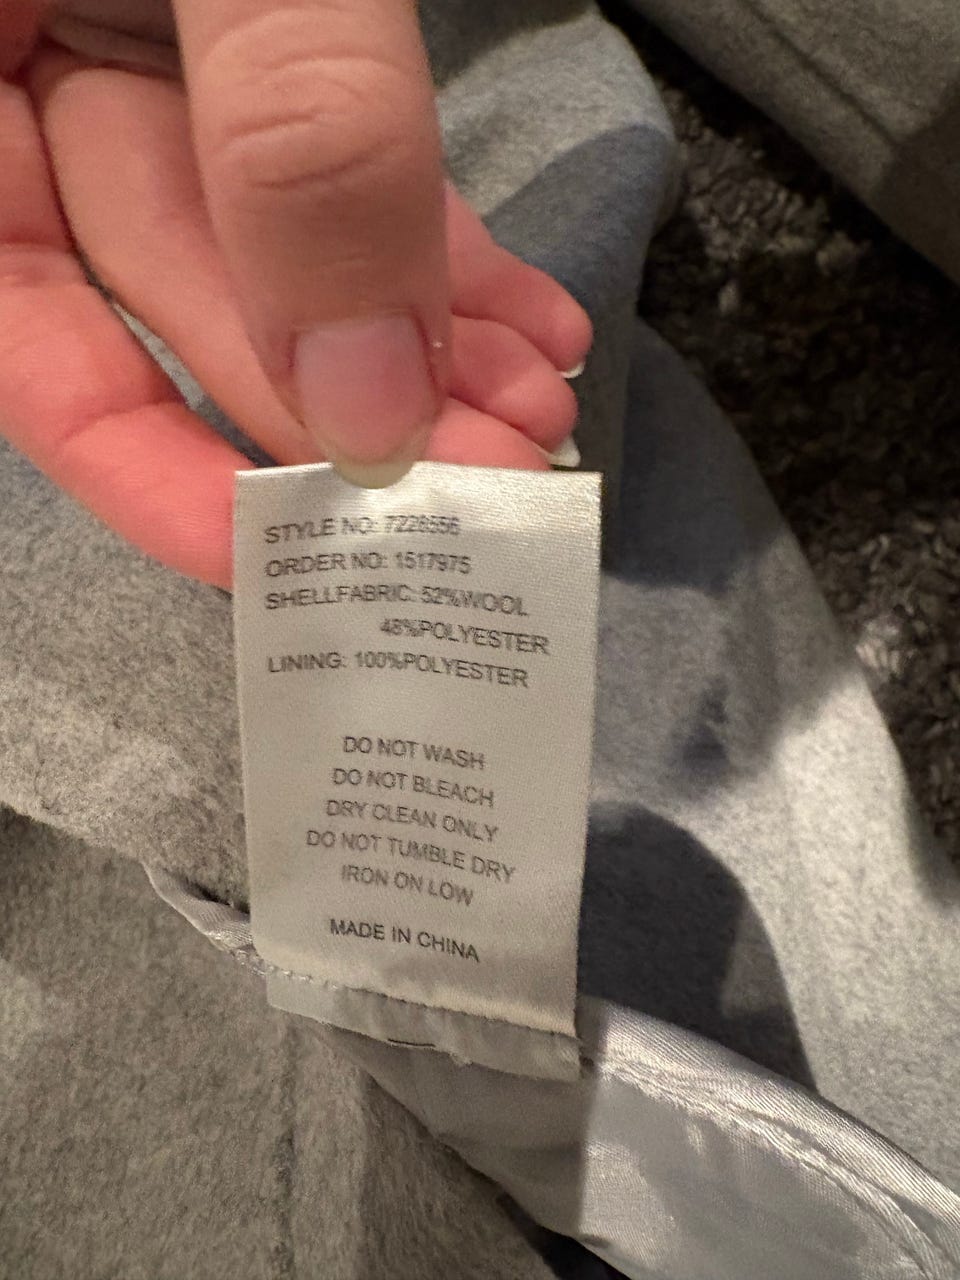 STYLE NO: 7228556
ORDER NO: 1517975
SHELLFABRIC: 52%WOOL
48%POLYESTER
LINING: 100%POLYESTER
DO NOT WASH
DO NOT BLEACH
DRY CLEAN ONLY
DO NOT TUMBLE DRY
IRON ON LOW
MADE IN CHINA